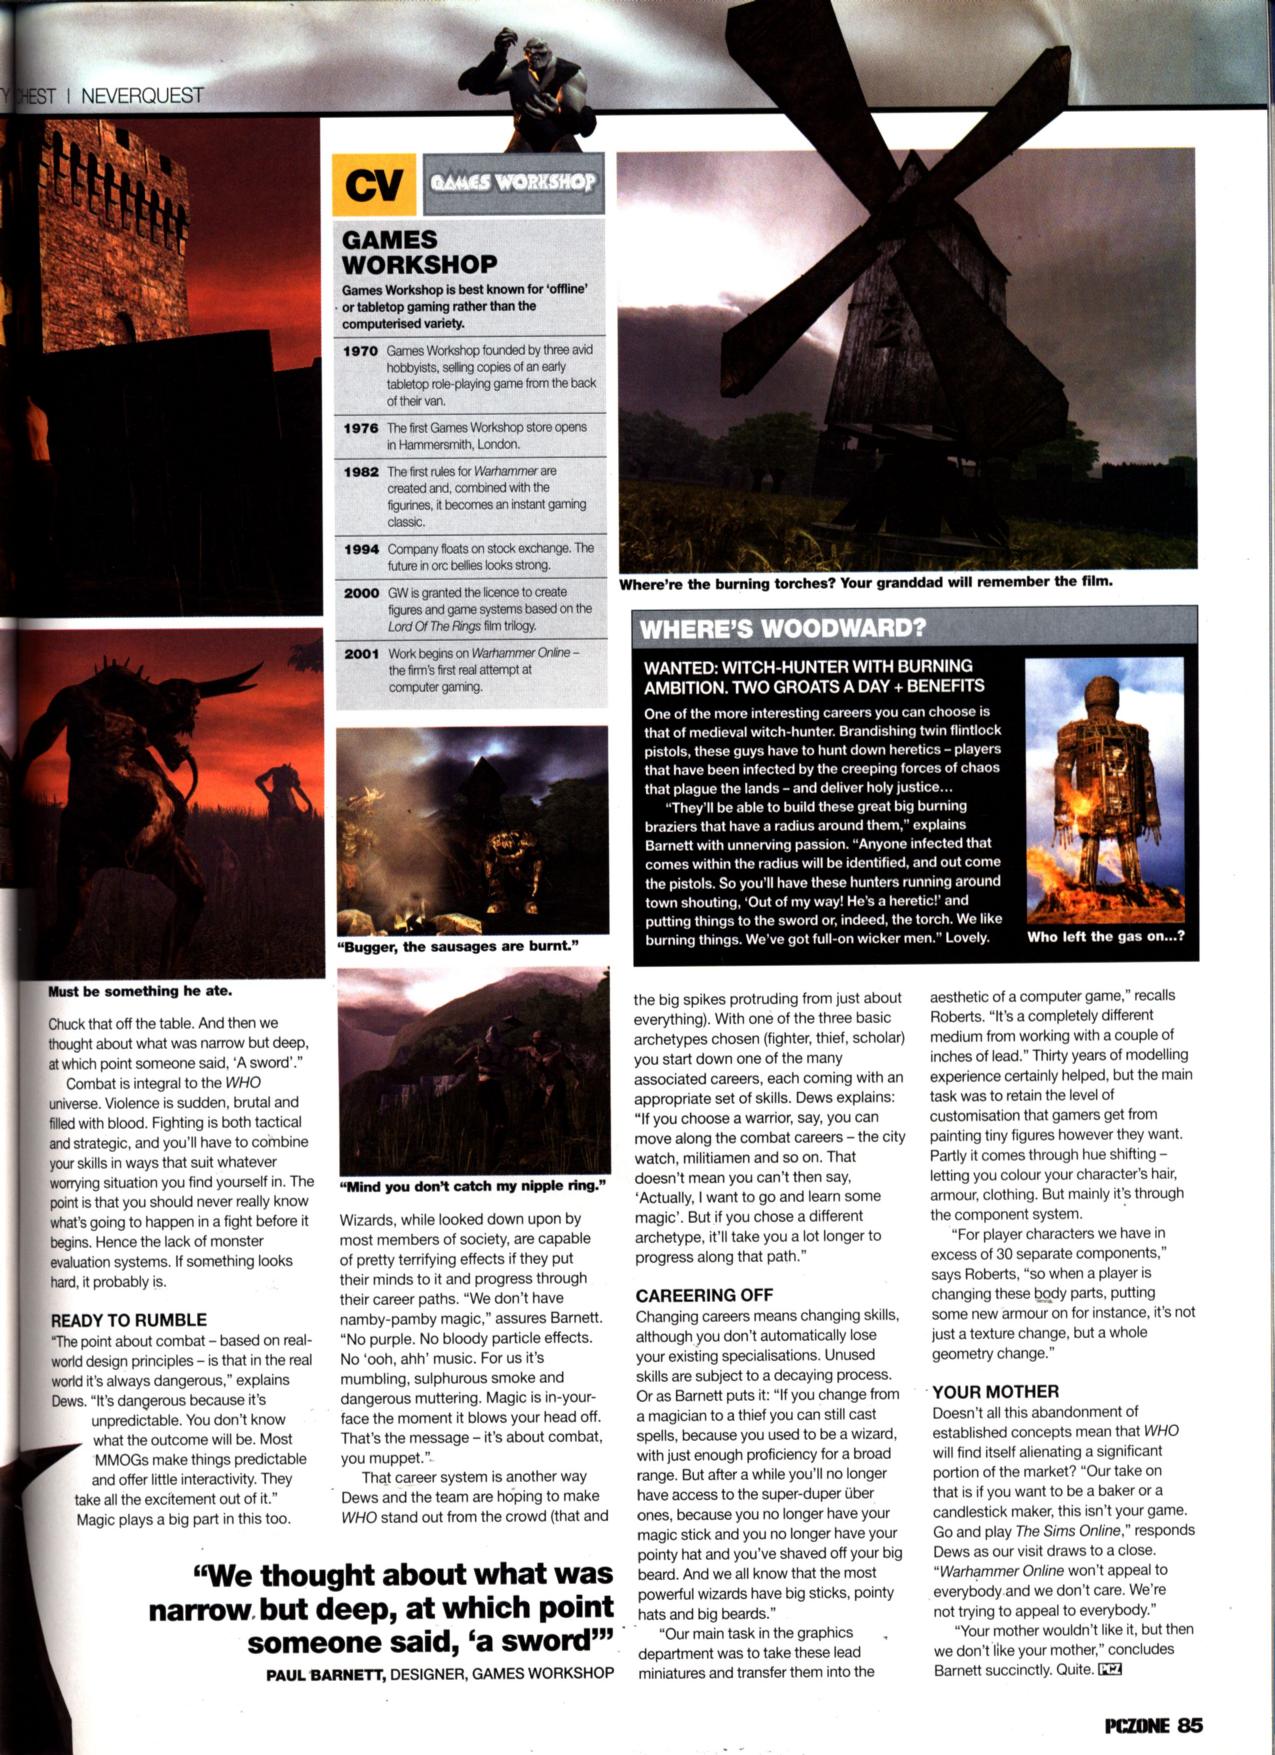 CHEST | NEVERQUEST
CV
GAMES WORKSHOP
GAMES
WORKSHOP
Games Workshop is best known for ‘offline’
or tabletop gaming rather than the
computerised variety.
1970 Games Workshop founded by three avid
hobbyists, selling copies of an early
tabletop role-playing game from the back
of their van.
1976 The first Games Workshop store opens
in Hammersmith, London.
1982 The first rules for Warhammer are
created and, combined with the
figurines, it becomes an instant gaming
classic.
1994 Company floats on stock exchange. The
future in orc bellies looks strong.
2000 GW is granted the licence to create
figures and game systems based on the
Lord Of The Rings film trilogy.
2001 Work begins on Warhammer Online –
the firm's first real attempt at
computer gaming.
Where're the burning torches? Your granddad will remember the film.
WHERE'S WOODWARD?
WANTED: WITCH-HUNTER WITH BURNING
AMBITION. TWO GROATS A DAY + BENEFITS
One of the more interesting careers you can choose is
that of medieval witch-hunter. Brandishing twin flintlock
pistols, these guys have to hunt down heretics – players
that have been infected by the creeping forces of chaos
that plague the lands – and deliver holy justice...
“They'll be able to build these great big burning
braziers that have a radius around them,” explains
Barnett with unnerving passion. “Anyone infected that
comes within the radius will be identified, and out come
the pistols. So you'll have these hunters running around
town shouting, ‘Out of my way! He's a heretic!’ and
putting things to the sword or, indeed, the torch. We like
burning things. We've got full-on wicker men.” Lovely.
Who left the gas on...?
“Bugger, the sausages are burnt.”
Must be something he ate.
“Mind you don't catch my nipple ring.”
Chuck that off the table. And then we
thought about what was narrow but deep,
at which point someone said, ‘A sword’.”
Combat is integral to the WHO
universe. Violence is sudden, brutal and
filled with blood. Fighting is both tactical
and strategic, and you'll have to combine
your skills in ways that suit whatever
worrying situation you find yourself in. The
point is that you should never really know
what's going to happen in a fight before it
begins. Hence the lack of monster
evaluation systems. If something looks
hard, it probably is.
READY TO RUMBLE
“The point about combat – based on real-
world design principles – is that in the real
world it's always dangerous,” explains
Dews. “It's dangerous because it's
unpredictable. You don't know
what the outcome will be. Most
MMOGs make things predictable
and offer little interactivity. They
take all the excitement out of it.”
Magic plays a big part in this too.
Wizards, while looked down upon by
most members of society, are capable
of pretty terrifying effects if they put
their minds to it and progress through
their career paths. “We don't have
namby-pamby magic,” assures Barnett.
“No purple. No bloody particle effects.
No ‘ooh, ahh’ music. For us it's
mumbling, sulphurous smoke and
dangerous muttering. Magic is in-your-
face the moment it blows your head off.
That's the message – it's about combat,
you muppet.”
That career system is another way
Dews and the team are hoping to make
WHO stand out from the crowd (that and
“We thought about what was
narrow but deep, at which point
someone said, ‘a sword’”
PAUL BARNETT, DESIGNER, GAMES WORKSHOP
the big spikes protruding from just about
everything). With one of the three basic
archetypes chosen (fighter, thief, scholar)
you start down one of the many
associated careers, each coming with an
appropriate set of skills. Dews explains:
“If you choose a warrior, say, you can
move along the combat careers – the city
watch, militiamen and so on. That
doesn't mean you can't then say,
‘Actually, I want to go and learn some
magic’. But if you chose a different
archetype, it'll take you a lot longer to
progress along that path.”
CAREERING OFF
Changing careers means changing skills,
although you don't automatically lose
your existing specialisations. Unused
skills are subject to a decaying process.
Or as Barnett puts it: “If you change from
a magician to a thief you can still cast
spells, because you used to be a wizard,
with just enough proficiency for a broad
range. But after a while you'll no longer
have access to the super-duper über
ones, because you no longer have your
magic stick and you no longer have your
pointy hat and you've shaved off your big
beard. And we all know that the most
powerful wizards have big sticks, pointy
hats and big beards.”
“Our main task in the graphics
department was to take these lead
miniatures and transfer them into the
aesthetic of a computer game,” recalls
Roberts. “It's a completely different
medium from working with a couple of
inches of lead.” Thirty years of modelling
experience certainly helped, but the main
task was to retain the level of
customisation that gamers get from
painting tiny figures however they want.
Partly it comes through hue shifting –
letting you colour your character's hair,
armour, clothing. But mainly it's through
the component system.
“For player characters we have in
excess of 30 separate components,”
says Roberts, “so when a player is
changing these body parts, putting
some new armour on for instance, it's not
just a texture change, but a whole
geometry change.”
YOUR MOTHER
Doesn't all this abandonment of
established concepts mean that WHO
will find itself alienating a significant
portion of the market? “Our take on
that is if you want to be a baker or a
candlestick maker, this isn't your game.
Go and play The Sims Online,” responds
Dews as our visit draws to a close.
“Warhammer Online won't appeal to
everybody and we don't care. We're
not trying to appeal to everybody.”
“Your mother wouldn't like it, but then
we don't like your mother,” concludes
Barnett succinctly. Quite. PCZ
PCZONE 85